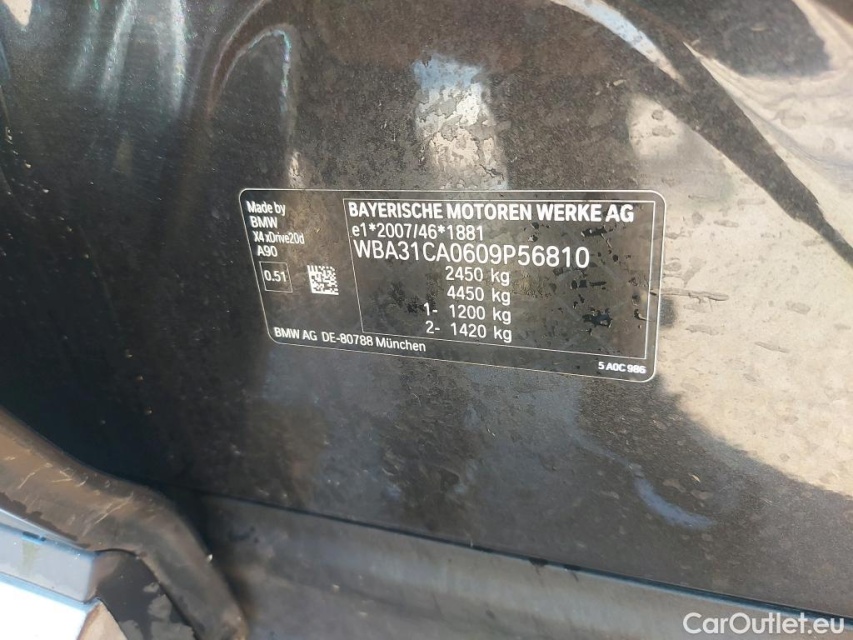 Made by
BMW
X4 xDrive20d
A90
0.51
BAYERISCHE MOTOREN WERKE AG
e1*2007/46*1881
WBA31CA0609P56810
2450 kg
4450 kg
1- 1200 kg
2- 1420 kg
BMW AG DE-80788 München
5 A0C 986
CarOutlet.eu